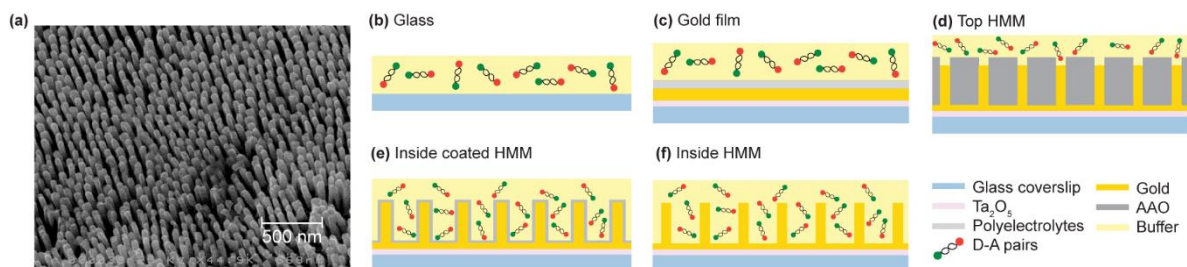 (a)
500 nm
(b) Glass
(c) Gold film
(d) Top HMM
(e) Inside coated HMM
(f) Inside HMM
Glass coverslip
Ta2O5
Polyelectrolytes
D-A pairs
Gold
AAO
Buffer